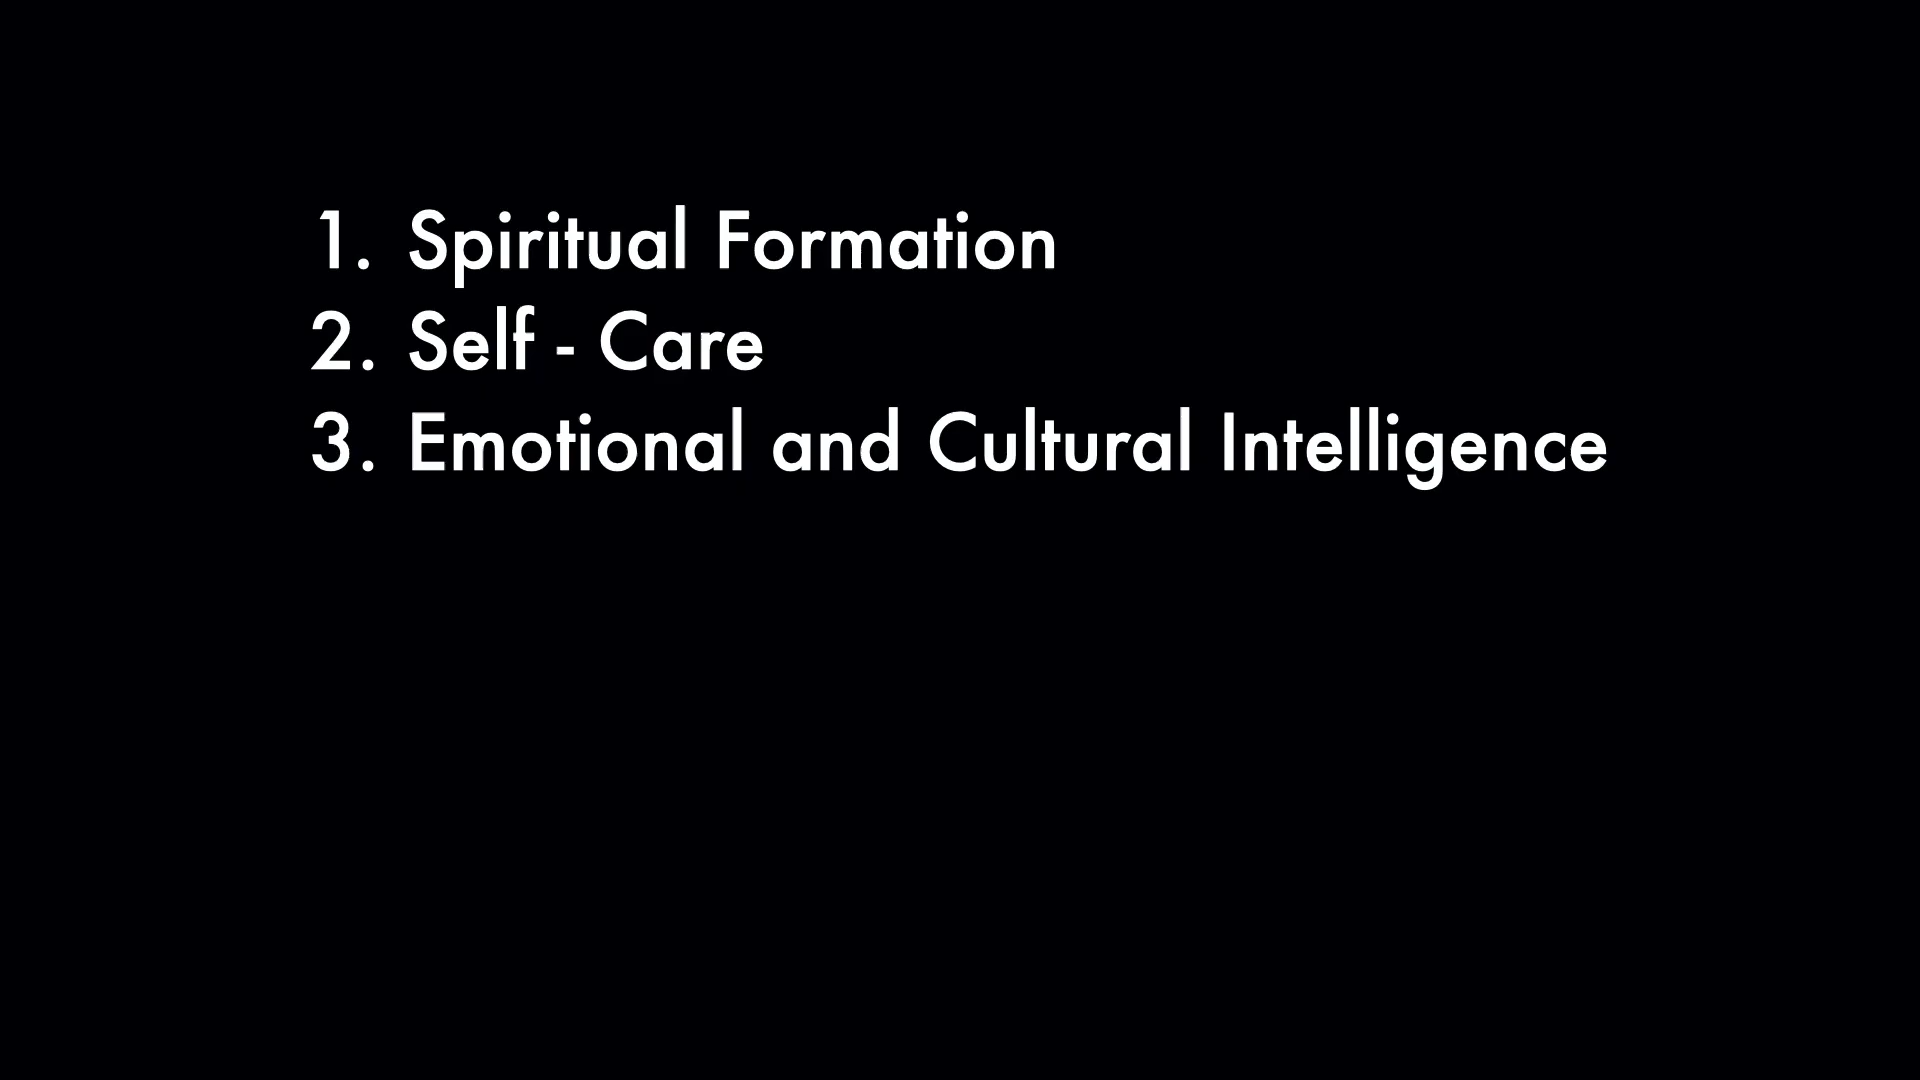 1. Spiritual Formation
2. Self - Care
3. Emotional and Cultural Intelligence